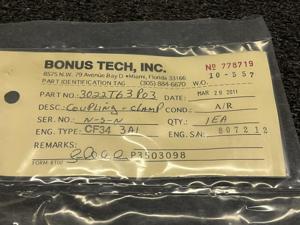 BONUS TECH, INC. No 778719
8575 N.W. 79 Avenue Bay D • Miami, Florida 33166 10-557
PART IDENTIFICATION TAG (305) 884-6670 W.O.
PART NO. 3022T63P03 DATE: MAR 29 2011
DESC: COUPLING - CLAMP COND: A/R
SER. NO. N-S-N QTY: 1EA
ENG. TYPE: CF34 3A1 ENG. S/N: 807212
REMARKS:
P3503098
FORM BT02